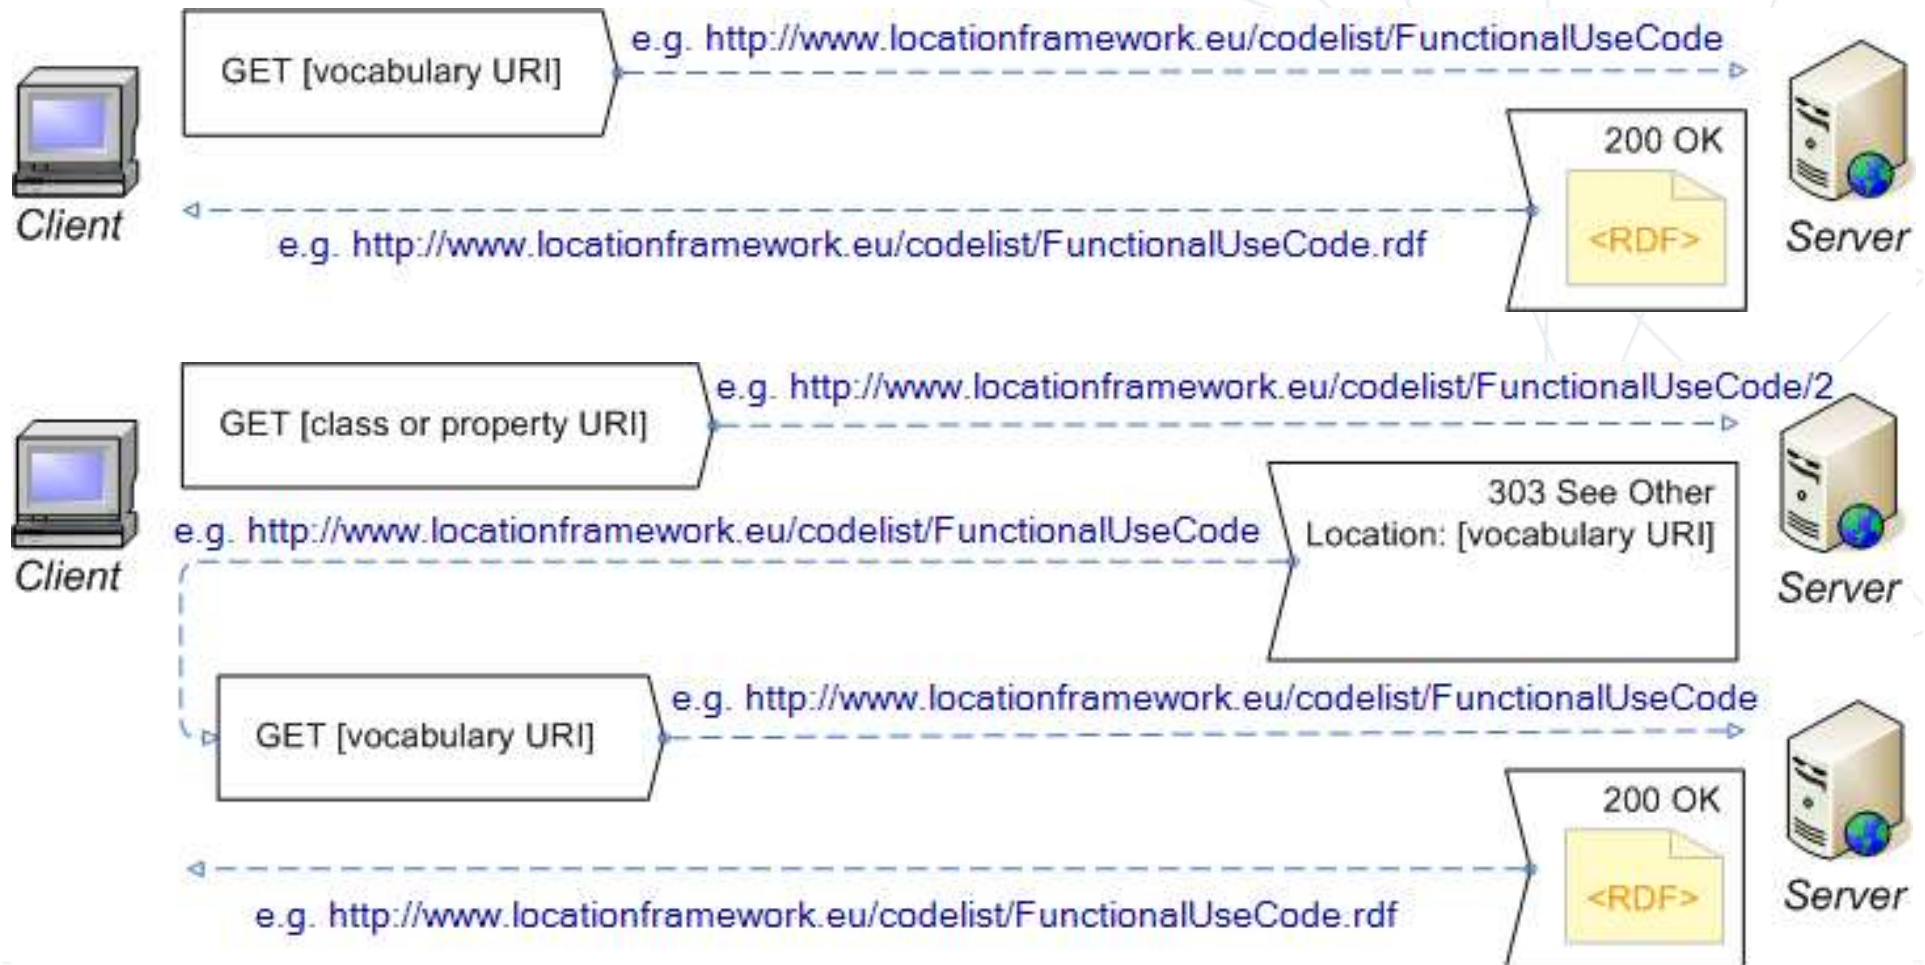 e.g. http://www.locationframework.eu/codelist/FunctionalUseCode
GET [vocabulary URI]
200 OK
<RDF>
Client
Server
e.g. http://www.locationframework.eu/codelist/FunctionalUseCode.rdf
e.g. http://www.locationframework.eu/codelist/FunctionalUseCode/2
GET [class or property URI]
303 See Other
Location: [vocabulary URI]
e.g. http://www.locationframework.eu/codelist/FunctionalUseCode
Client
Server
e.g. http://www.locationframework.eu/codelist/FunctionalUseCode
GET [vocabulary URI]
200 OK
<RDF>
Server
e.g. http://www.locationframework.eu/codelist/FunctionalUseCode.rdf